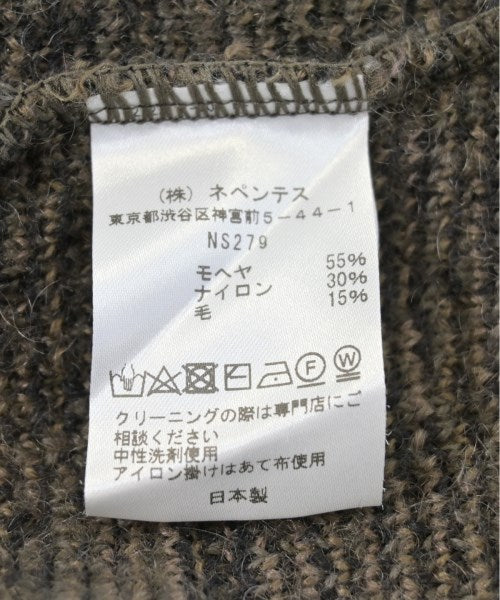 (株) ネペンテス
東京都渋谷区神宮前5-44-1
NS279
モヘヤ 55%
ナイロン 30%
毛 15%
F W
クリーニングの際は専門店にご
相談ください
中性洗剤使用
アイロン掛けはあて布使用
日本製